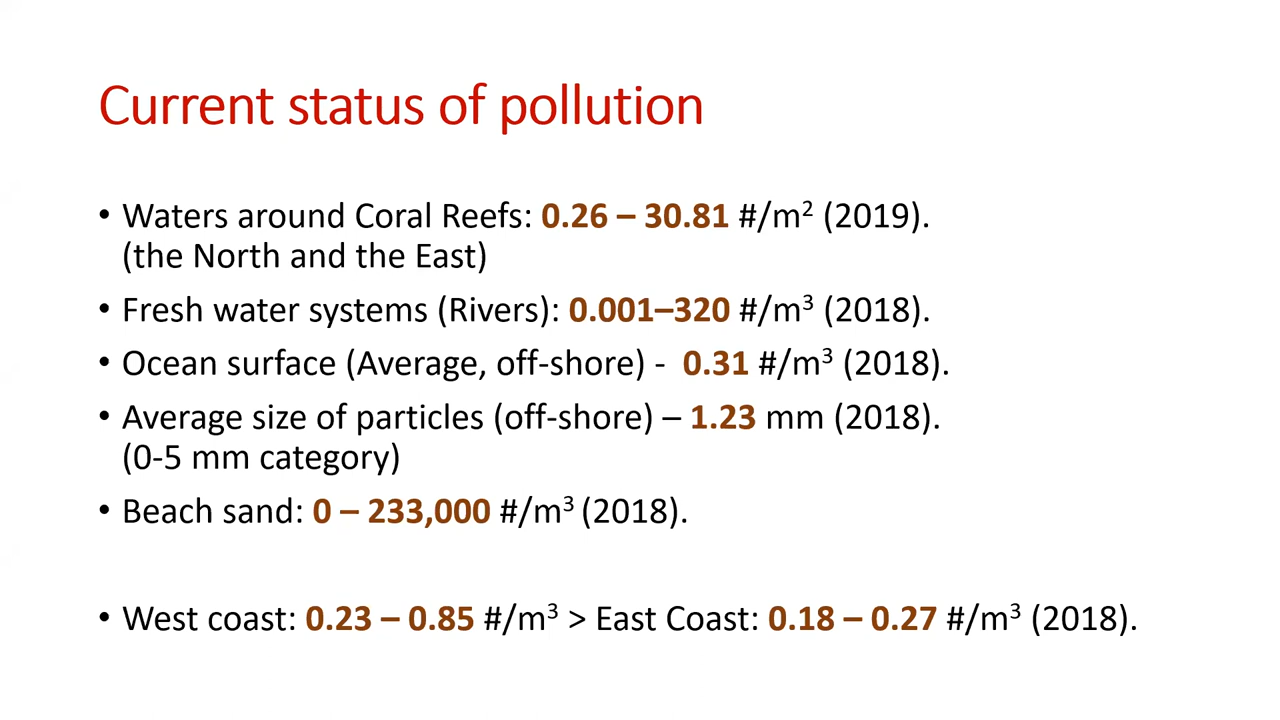 Current status of pollution
• Waters around Coral Reefs: 0.26 – 30.81 #/m² (2019).
(the North and the East)
• Fresh water systems (Rivers): 0.001–320 #/m³ (2018).
• Ocean surface (Average, off-shore) - 0.31 #/m³ (2018).
• Average size of particles (off-shore) – 1.23 mm (2018).
(0-5 mm category)
• Beach sand: 0 – 233,000 #/m³ (2018).
• West coast: 0.23 – 0.85 #/m³ > East Coast: 0.18 – 0.27 #/m³ (2018).